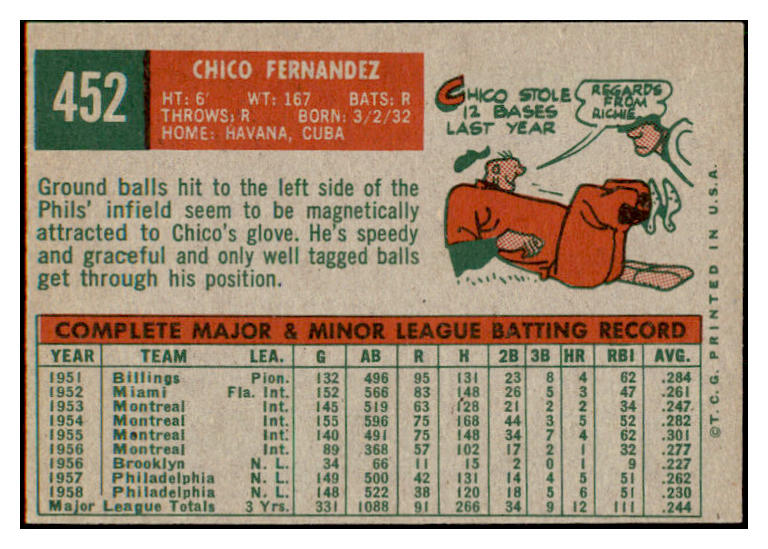 452
CHICO FERNANDEZ
HT: 6' WT: 167 BATS: R
THROWS: R BORN: 3/2/32
HOME: HAVANA, CUBA
CHICO STOLE
12 BASES
LAST YEAR
REGARDS
FROM
RICHIE
Ground balls hit to the left side of the
Phils' infield seem to be magnetically
attracted to Chico's glove. He's speedy
and graceful and only well tagged balls
get through his position.
COMPLETE MAJOR & MINOR LEAGUE BATTING RECORD
YEAR TEAM LEA. G AB R H 2B 3B HR RBI AVG.
1951 Billings Pion. 132 496 95 131 23 8 4 62 .284
1952 Miami Fla. Int. 152 566 83 148 26 5 3 47 .261
1953 Montreal Int. 145 519 63 128 21 2 2 34 .247
1954 Montreal Int. 155 596 75 168 44 3 5 52 .282
1955 Montreal Int. 140 491 75 148 34 7 4 62 .301
1956 Montreal Int. 89 368 57 102 17 2 1 32 .277
1956 Brooklyn N. L. 34 66 11 15 2 0 1 9 .227
1957 Philadelphia N. L. 149 500 42 131 14 4 5 51 .262
1958 Philadelphia N. L. 148 522 38 120 18 5 6 51 .230
Major League Totals 3 Yrs. 331 1088 91 266 34 9 12 111 .244
© T. C. G. PRINTED IN U.S.A.